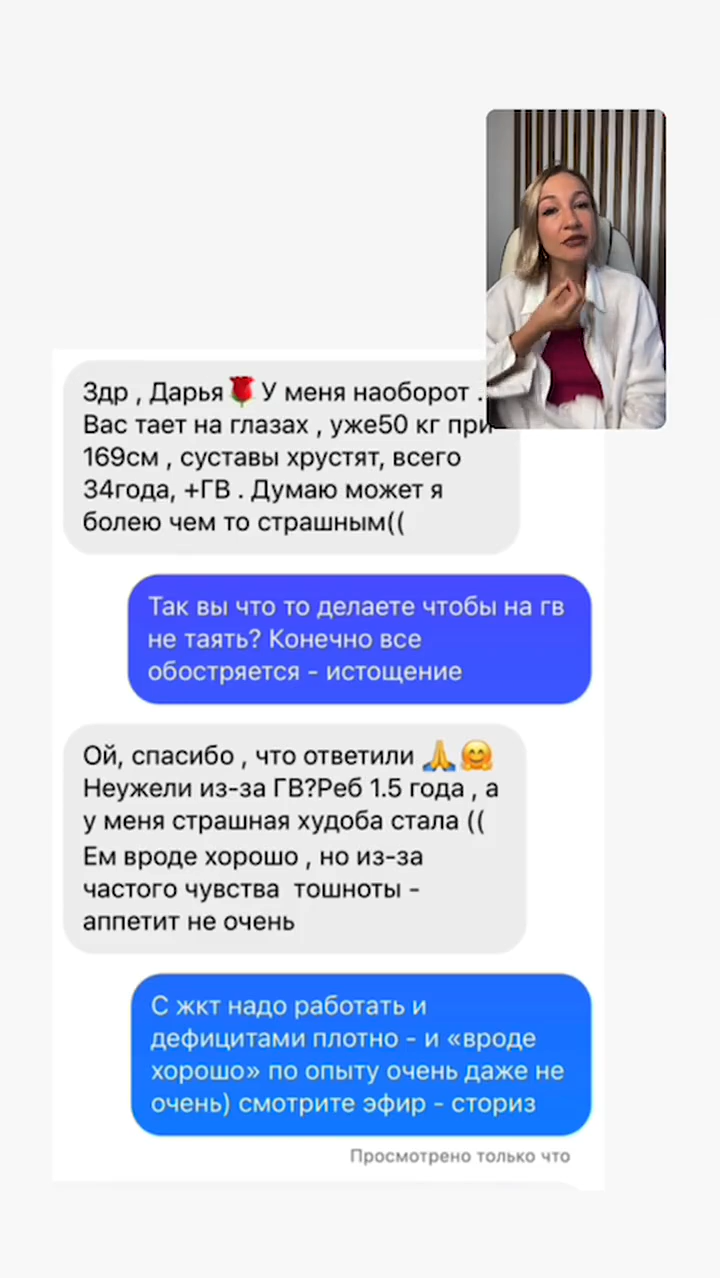 Здр , Дарья🌹 У меня наоборот .
Вас тает на глазах , уже50 кг при
169см , суставы хрустят, всего
34года, +ГВ . Думаю может я
болею чем то страшным((
Так вы что то делаете чтобы на гв
не таять? Конечно все
обостряется - истощение
Ой, спасибо , что ответили 🙏🤗
Неужели из-за ГВ?Реб 1.5 года , а
у меня страшная худоба стала ((
Ем вроде хорошо , но из-за
частого чувства  тошноты -
аппетит не очень
С жкт надо работать и
дефицитами плотно - и «вроде
хорошо» по опыту очень даже не
очень) смотрите эфир - сториз
Просмотрено только что